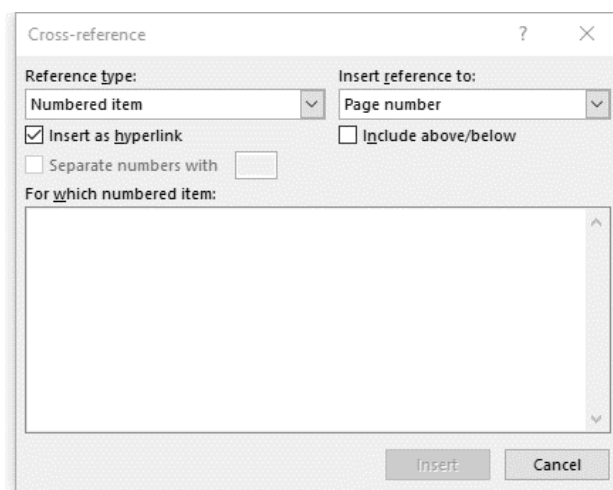 Cross-reference
Reference type: Insert reference to:
Numbered item Page number
Insert as hyperlink Include above/below
Separate numbers with
For which numbered item:
Insert Cancel